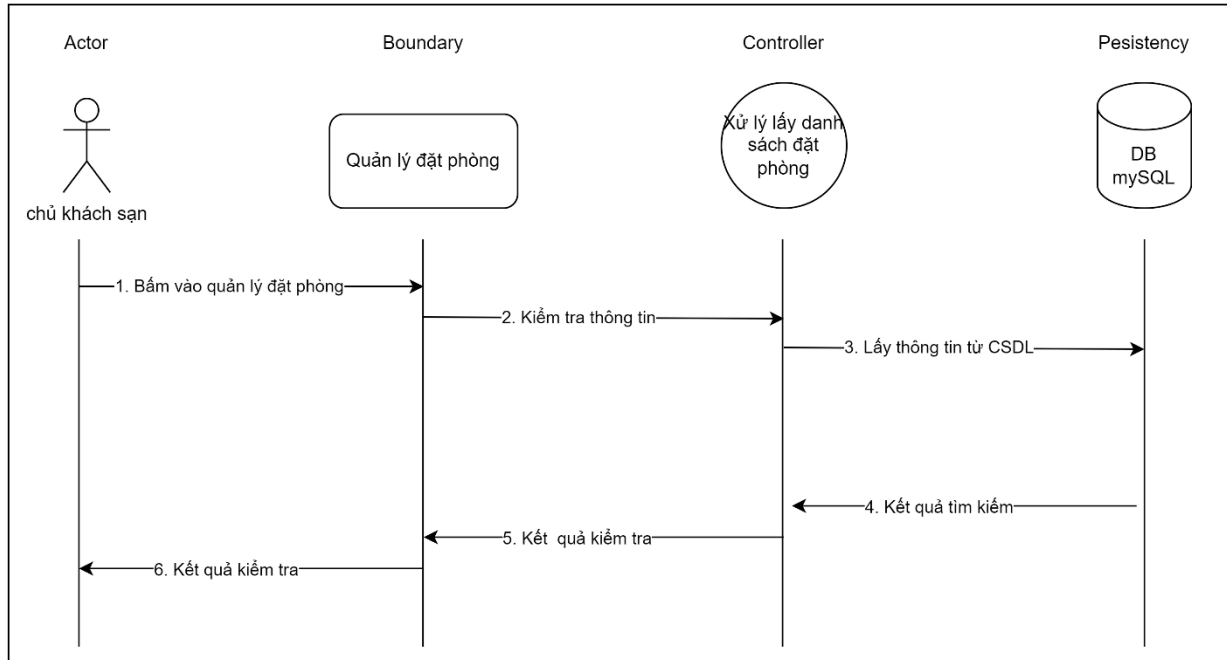 Actor
Boundary
Controller
Pesistency
chủ khách sạn
Quản lý đặt phòng
Xử lý lấy danh
sách đặt
phòng
DB
mySQL
1. Bấm vào quản lý đặt phòng
2. Kiểm tra thông tin
3. Lấy thông tin từ CSDL
4. Kết quả tìm kiếm
5. Kết quả kiểm tra
6. Kết quả kiểm tra